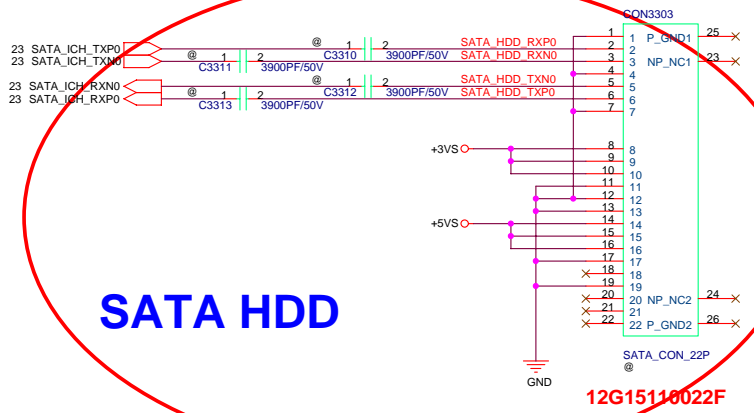 CON3303
23 SATA_ICH_TXP0 @ 1 2 SATA_HDD_RXP0 1 1 P_GND1 25
2 2
23 SATA_ICH_TXN0 @ 1 2 C3310 3900PF/50V SATA_HDD_RXN0 3 3 NP_NC1 23
C3311 3900PF/50V
4 4
23 SATA_ICH_RXN0 @ 1 2 SATA_HDD_TXN0 5 5
23 SATA_ICH_RXP0 @ 1 2 C3312 3900PF/50V SATA_HDD_TXP0 6 6
C3313 3900PF/50V
7 7
+3VS 8 8
9 9
10 10
11 11
12 12
13 13
+5VS 14 14
15 15
16 16
17 17
18 18
19 19
20 20 NP_NC2 24
21 21
22 22 P_GND2 26
SATA HDD
SATA_CON_22P
@
GND
12G15110022F